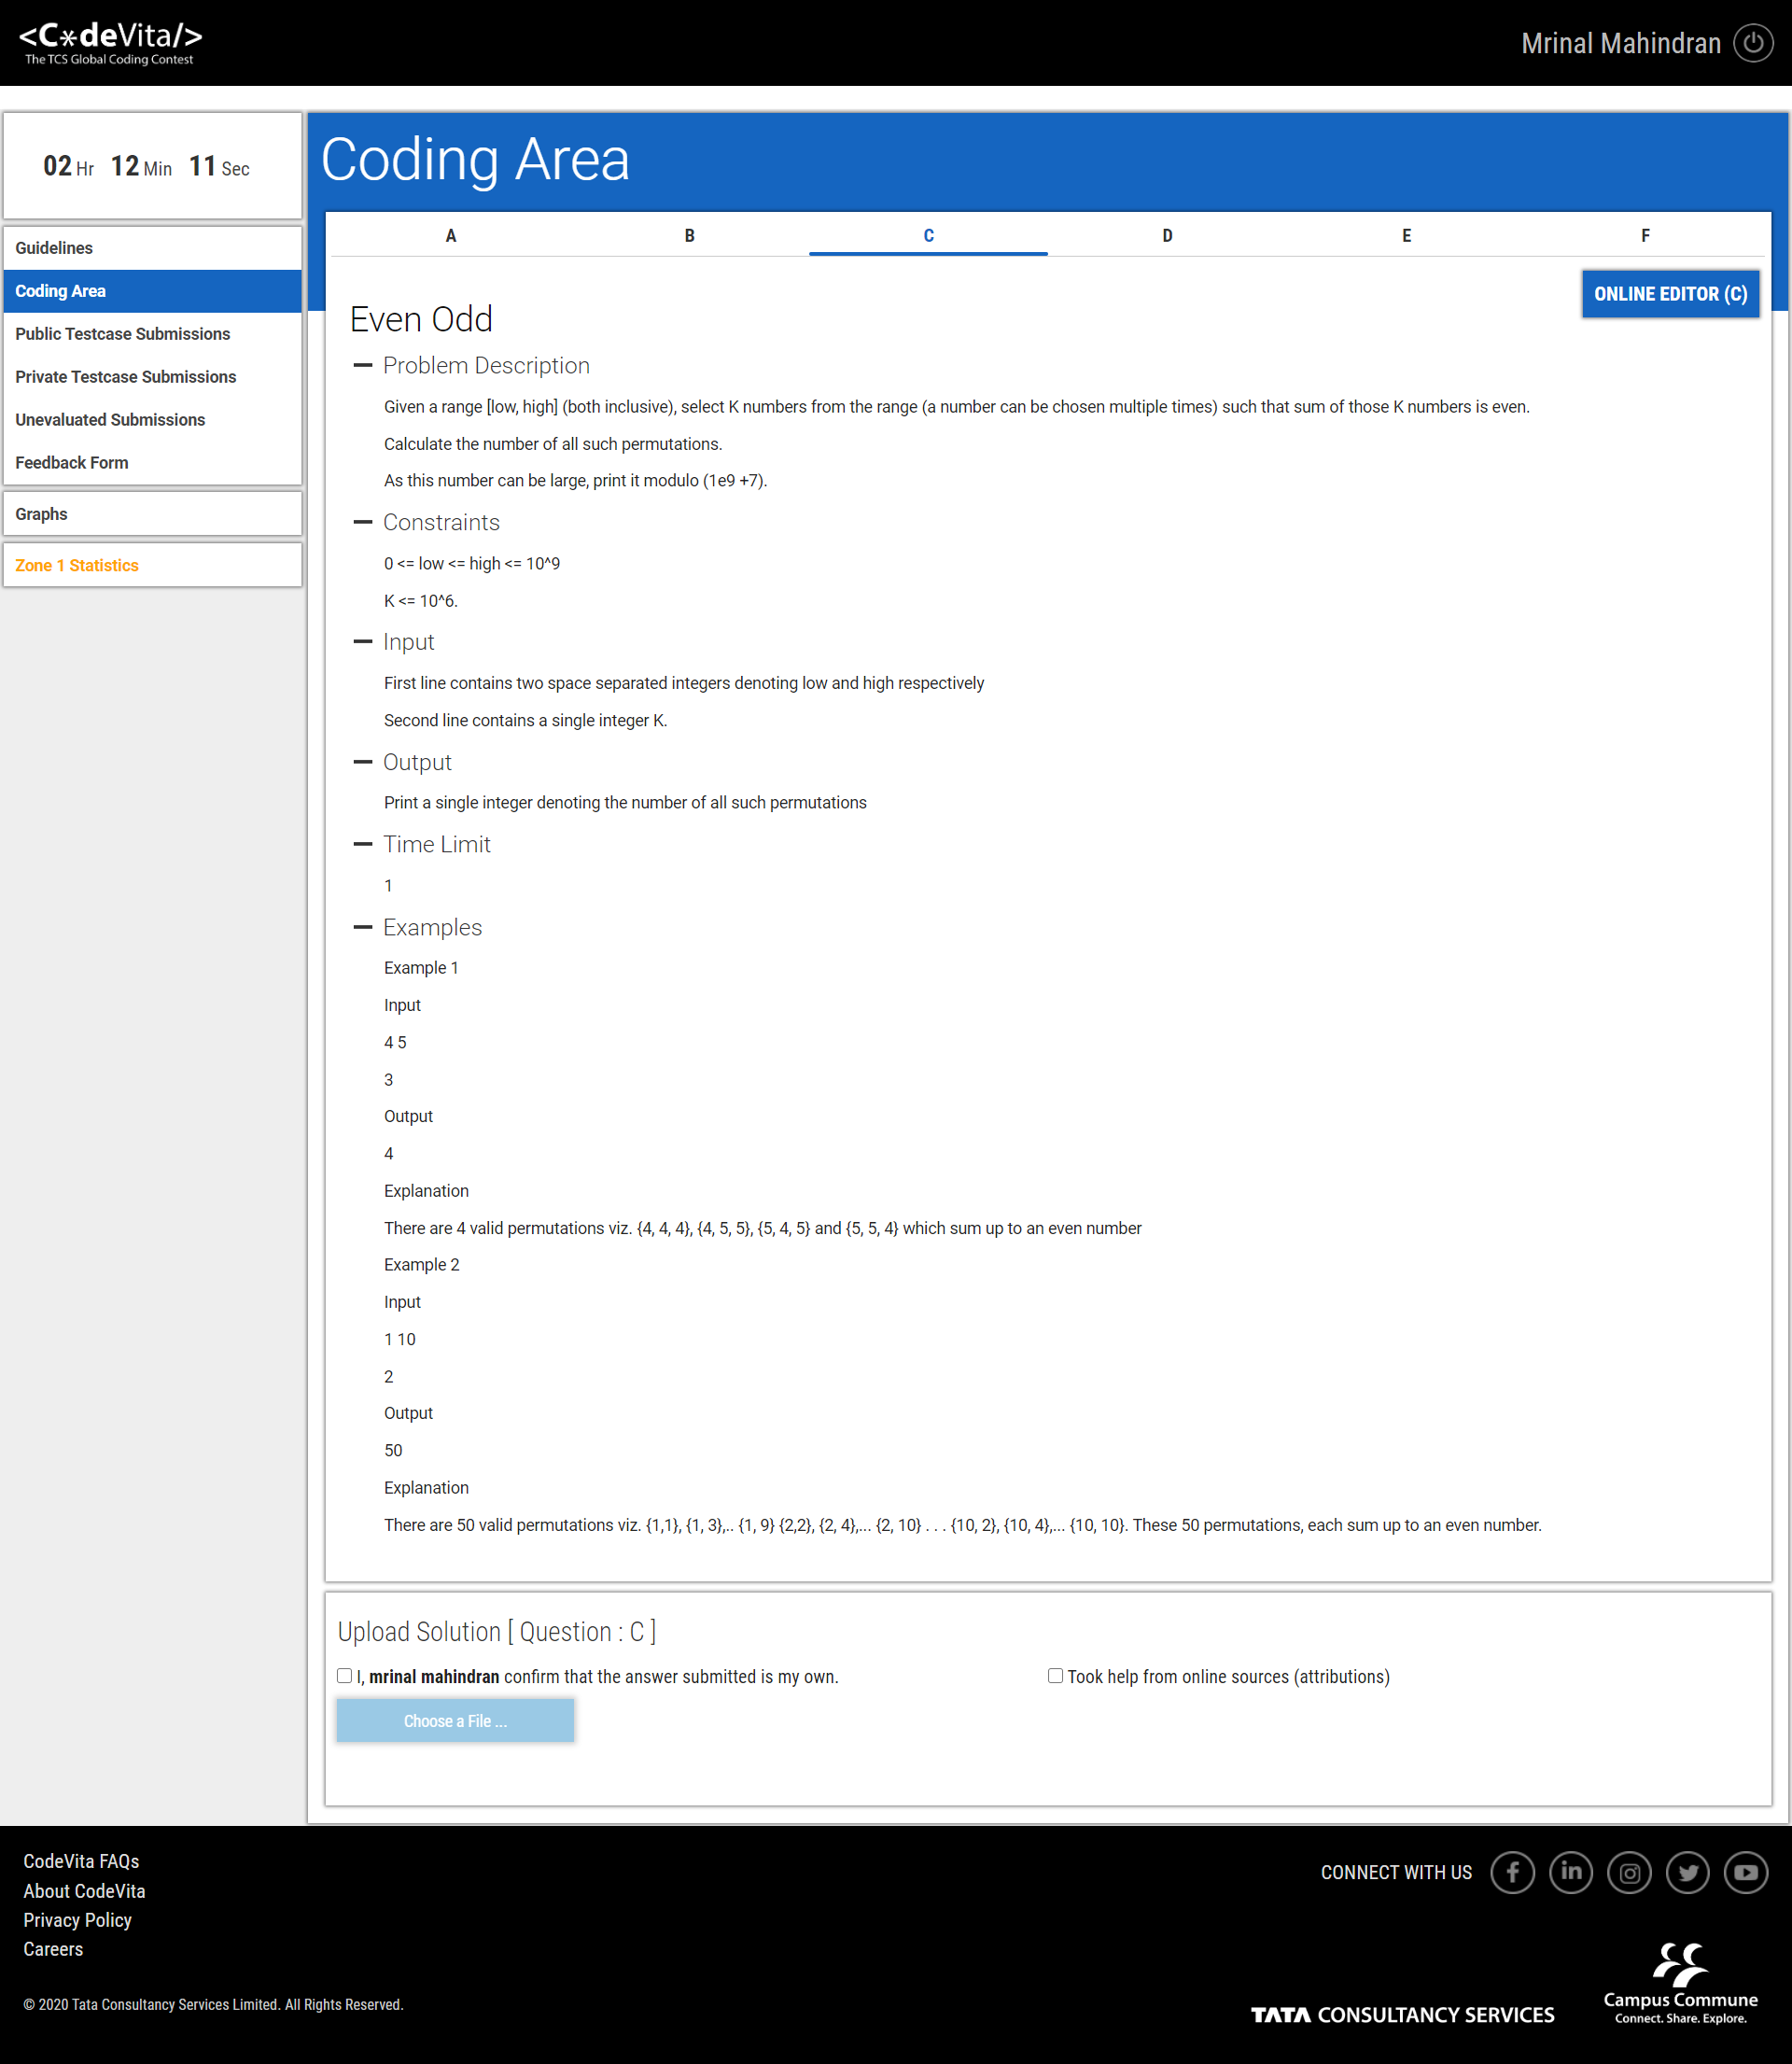 <C*deVita/>
The TCS Global Coding Contest
Mrinal Mahindran
02 Hr 12 Min 11 Sec
Guidelines
Coding Area
Public Testcase Submissions
Private Testcase Submissions
Unevaluated Submissions
Feedback Form
Graphs
Zone 1 Statistics
Coding Area
A B C D E F
ONLINE EDITOR (C)
Even Odd
Problem Description
Given a range [low, high] (both inclusive), select K numbers from the range (a number can be chosen multiple times) such that sum of those K numbers is even.
Calculate the number of all such permutations.
As this number can be large, print it modulo (1e9 +7).
Constraints
0 <= low <= high <= 10^9
K <= 10^6.
Input
First line contains two space separated integers denoting low and high respectively
Second line contains a single integer K.
Output
Print a single integer denoting the number of all such permutations
Time Limit
1
Examples
Example 1
Input
4 5
3
Output
4
Explanation
There are 4 valid permutations viz. {4, 4, 4}, {4, 5, 5}, {5, 4, 5} and {5, 5, 4} which sum up to an even number
Example 2
Input
1 10
2
Output
50
Explanation
There are 50 valid permutations viz. {1,1}, {1, 3},.. {1, 9} {2,2}, {2, 4},... {2, 10} . . . {10, 2}, {10, 4},... {10, 10}. These 50 permutations, each sum up to an even number.
Upload Solution [ Question : C ]
I, mrinal mahindran confirm that the answer submitted is my own.
Took help from online sources (attributions)
Choose a File ...
CodeVita FAQs
About CodeVita
Privacy Policy
Careers
© 2020 Tata Consultancy Services Limited. All Rights Reserved.
CONNECT WITH US
TATA CONSULTANCY SERVICES
Campus Commune
Connect. Share. Explore.